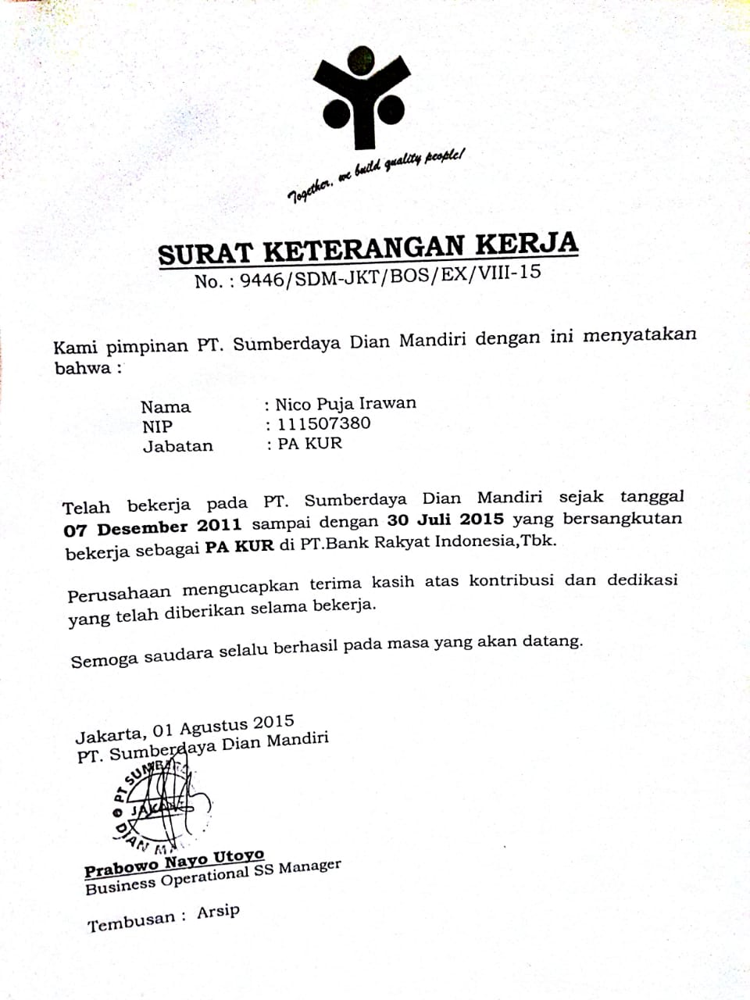 Together, we build quality people!
SURAT KETERANGAN KERJA
No. : 9446/SDM-JKT/BOS/EX/VIII-15
Kami pimpinan PT. Sumberdaya Dian Mandiri dengan ini menyatakan
bahwa :
Nama : Nico Puja Irawan
NIP : 111507380
Jabatan : PA KUR
Telah bekerja pada PT. Sumberdaya Dian Mandiri sejak tanggal
07 Desember 2011 sampai dengan 30 Juli 2015 yang bersangkutan
bekerja sebagai PA KUR di PT.Bank Rakyat Indonesia,Tbk.
Perusahaan mengucapkan terima kasih atas kontribusi dan dedikasi
yang telah diberikan selama bekerja.
Semoga saudara selalu berhasil pada masa yang akan datang.
Jakarta, 01 Agustus 2015
PT. Sumberdaya Dian Mandiri
PT SUMB
JAKA
DIAN MA
Prabowo Nayo Utoyo
Business Operational SS Manager
Tembusan : Arsip